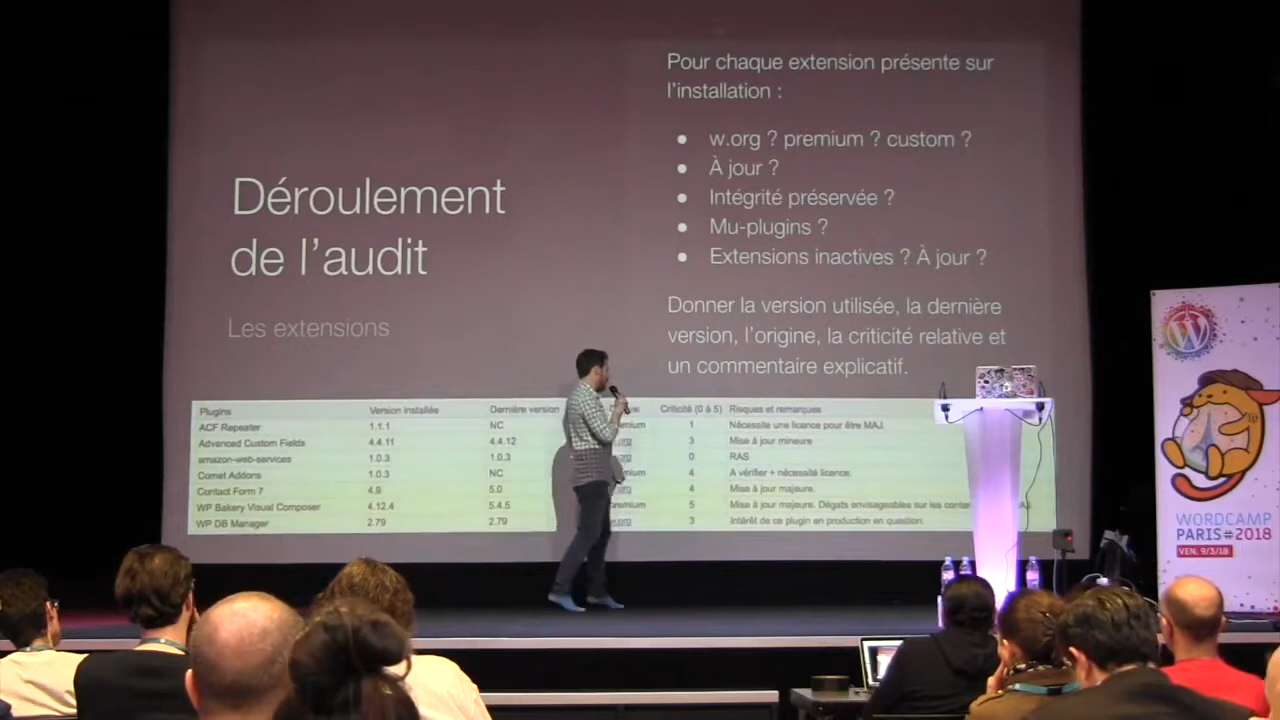 Déroulement
de l'audit
Les extensions
Pour chaque extension présente sur
l'installation :
● w.org ? premium ? custom ?
● À jour ?
● Intégrité préservée ?
● Mu-plugins ?
● Extensions inactives ? À jour ?
Donner la version utilisée, la dernière
version, l'origine, la criticité relative et
un commentaire explicatif.
Plugins Version installée Dernière version Criticité (0 à 5) Risques et remarques
ACF Repeater 1.1.1 NC 1 Nécessite une licence pour être MAJ.
Advanced Custom Fields 4.4.11 4.4.12 3 Mise à jour mineure
amazon-web-services 1.0.3 1.0.3 0 RAS
Comet Addons 1.0.3 NC 4 A vérifier + nécessité licence.
Contact Form 7 4.9 5.0 4 Mise à jour majeure.
WP Bakery Visual Composer 4.12.4 5.4.5 premium 5 Mise à jour majeure. Dégats envisageables sur les
WP DB Manager 2.79 2.79 3 Intérêt de ce plugin en production en question.
WORDCAMP
PARIS#2018
VEN. 9/3/18